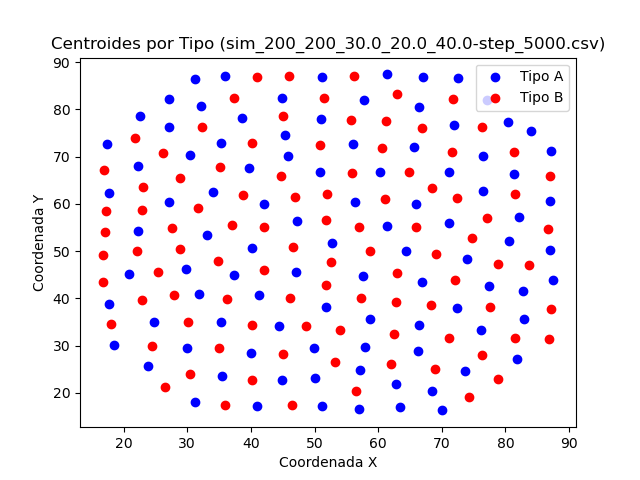 Centroides por Tipo (sim_200_200_30.0_20.0_40.0-step_5000.csv)
90
80
70
60
50
40
30
20
Coordenada Y
Tipo A
Tipo B
20 30 40 50 60 70 80 90
Coordenada X